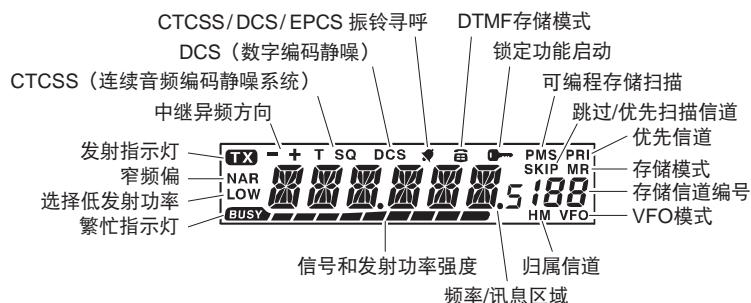 CTCSS/DCS/EPCS 振铃寻呼
DTMF存储模式
DCS（数字编码静噪）
锁定功能启动
CTCSS（连续音频编码静噪系统）
可编程存储扫描
中继异频方向
跳过/优先扫描信道
优先信道
发射指示灯
TX - + T SQ DCS PMS PRI
SKIP MR
存储模式
窄频偏
NAR
存储信道编号
选择低发射功率
LOW
.5 188
VFO模式
繁忙指示灯
BUSY
HM VFO
信号和发射功率强度
归属信道
频率/讯息区域